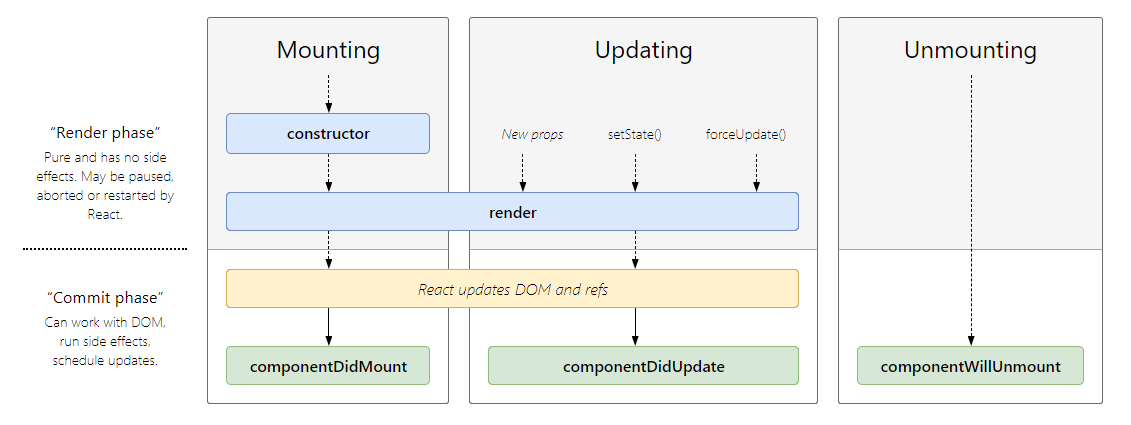 Mounting
Updating
Unmounting
“Render phase”
Pure and has no side
effects. May be paused,
aborted or restarted by
React.
constructor
New props
setState()
forceUpdate()
render
“Commit phase”
Can work with DOM,
run side effects,
schedule updates.
React updates DOM and refs
componentDidMount
componentDidUpdate
componentWillUnmount